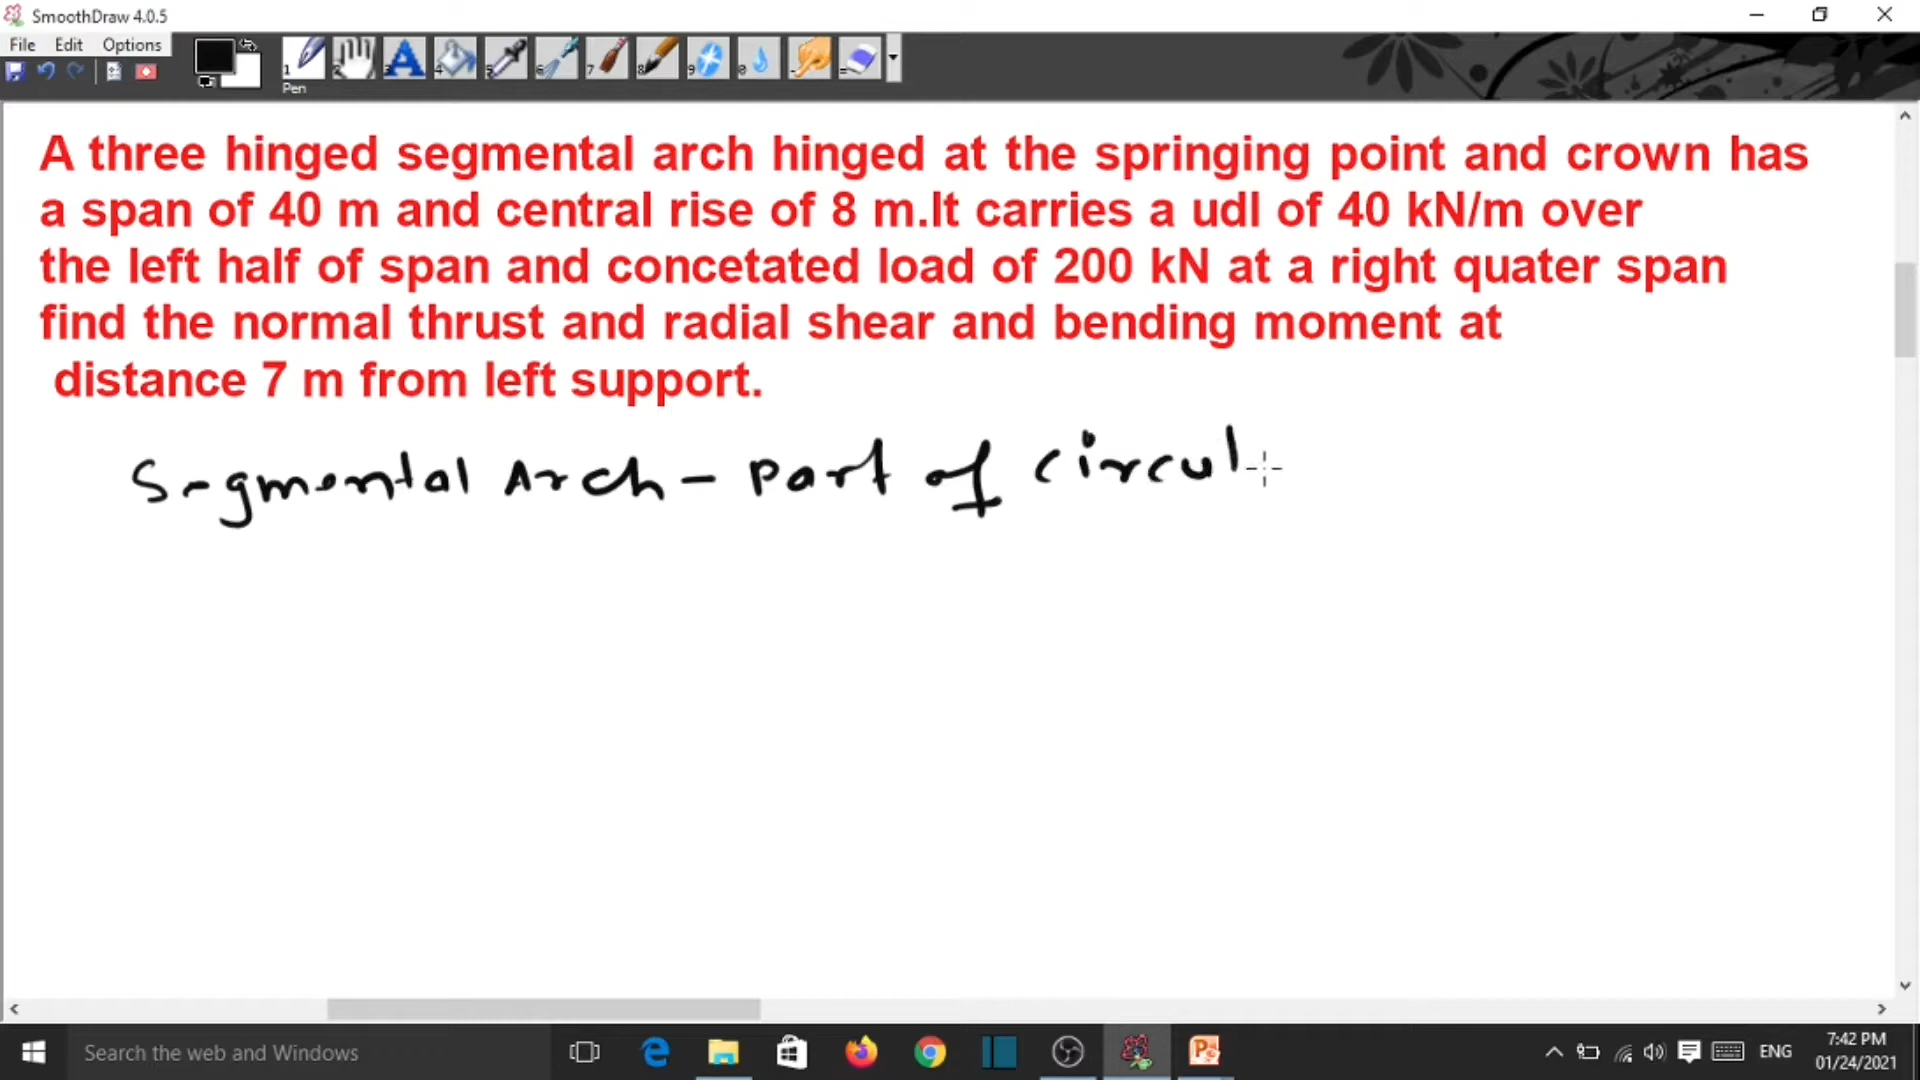 SmoothDraw 4.0.5
File Edit Options
Pen
A three hinged segmental arch hinged at the springing point and crown has
a span of 40 m and central rise of 8 m.It carries a udl of 40 kN/m over
the left half of span and concetated load of 200 kN at a right quater span
find the normal thrust and radial shear and bending moment at
distance 7 m from left support.
Segmental Arch - Part of circul
Search the web and Windows
ENG
7:42 PM
01/24/2021